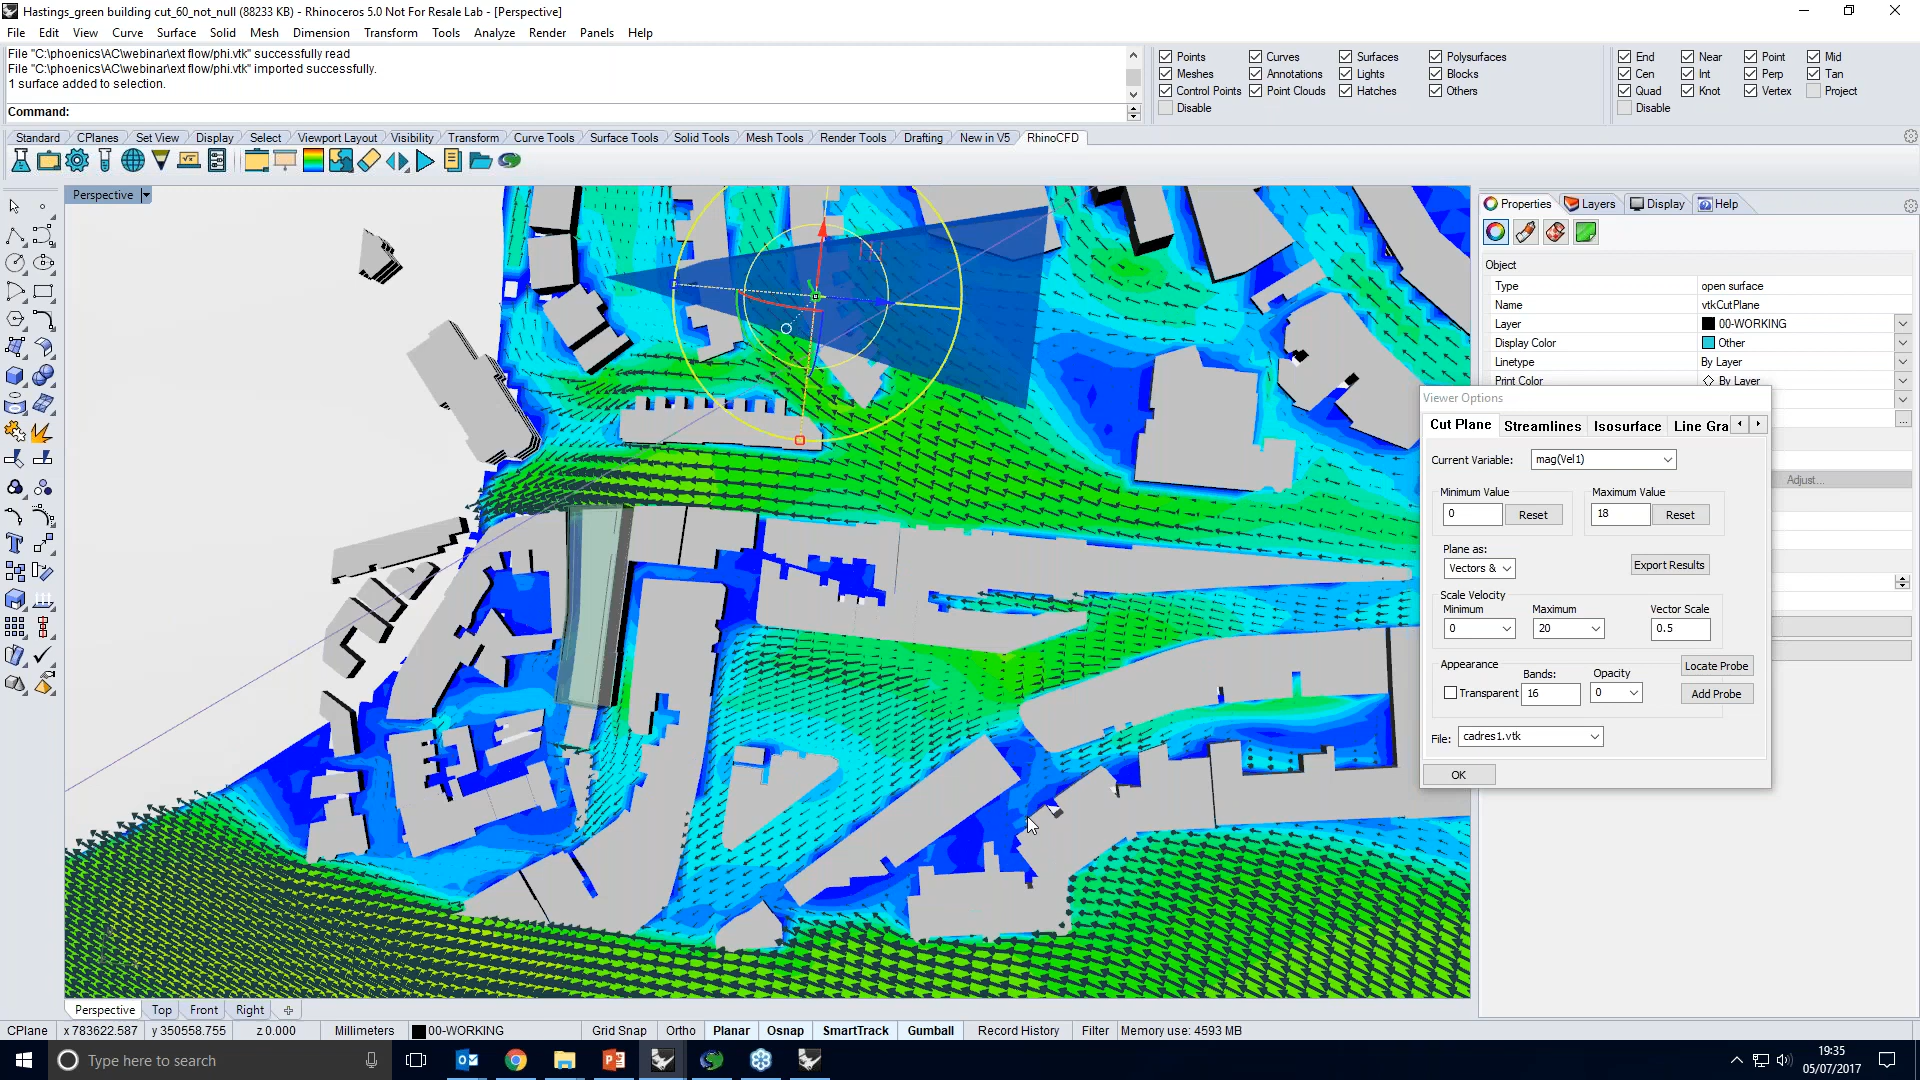 Hastings_green building cut_60_not_null (88233 KB) - Rhinoceros 5.0 Not For Resale Lab - [Perspective]
File Edit View Curve Surface Solid Mesh Dimension Transform Tools Analyze Render Panels Help
File "C:\phoenics\AC\webinar\ext flow/phi.vtk" successfully read
File "C:\phoenics\AC\webinar\ext flow/phi.vtk" imported successfully.
1 surface added to selection.
Command:
Points Curves Surfaces Polysurfaces
Meshes Annotations Lights Blocks
Control Points Point Clouds Hatches Others
Disable
End Near Point Mid
Cen Int Perp Tan
Quad Knot Vertex Project
Disable
Standard CPlanes Set View Display Select Viewport Layout Visibility Transform Curve Tools Surface Tools Solid Tools Mesh Tools Render Tools Drafting New in V5 RhinoCFD
Perspective
Properties Layers Display Help
Object
Type open surface
Name vtkCutPlane
Layer 00-WORKING
Display Color Other
Linetype By Layer
Print Color By Layer
Adjust...
Viewer Options
Cut Plane Streamlines Isosurface Line Gra
Current Variable: mag(Vel1)
Minimum Value Maximum Value
0 Reset 18 Reset
Plane as:
Vectors & Export Results
Scale Velocity
Minimum Maximum Vector Scale
0 20 0.5
Appearance Bands: Opacity Locate Probe
Transparent 16 0 Add Probe
File: cadres1.vtk
OK
Perspective Top Front Right
CPlane x 783622.587 y 350558.755 z 0.000 Millimeters 00-WORKING Grid Snap Ortho Planar Osnap SmartTrack Gumball Record History Filter Memory use: 4593 MB
Type here to search
19:35
05/07/2017